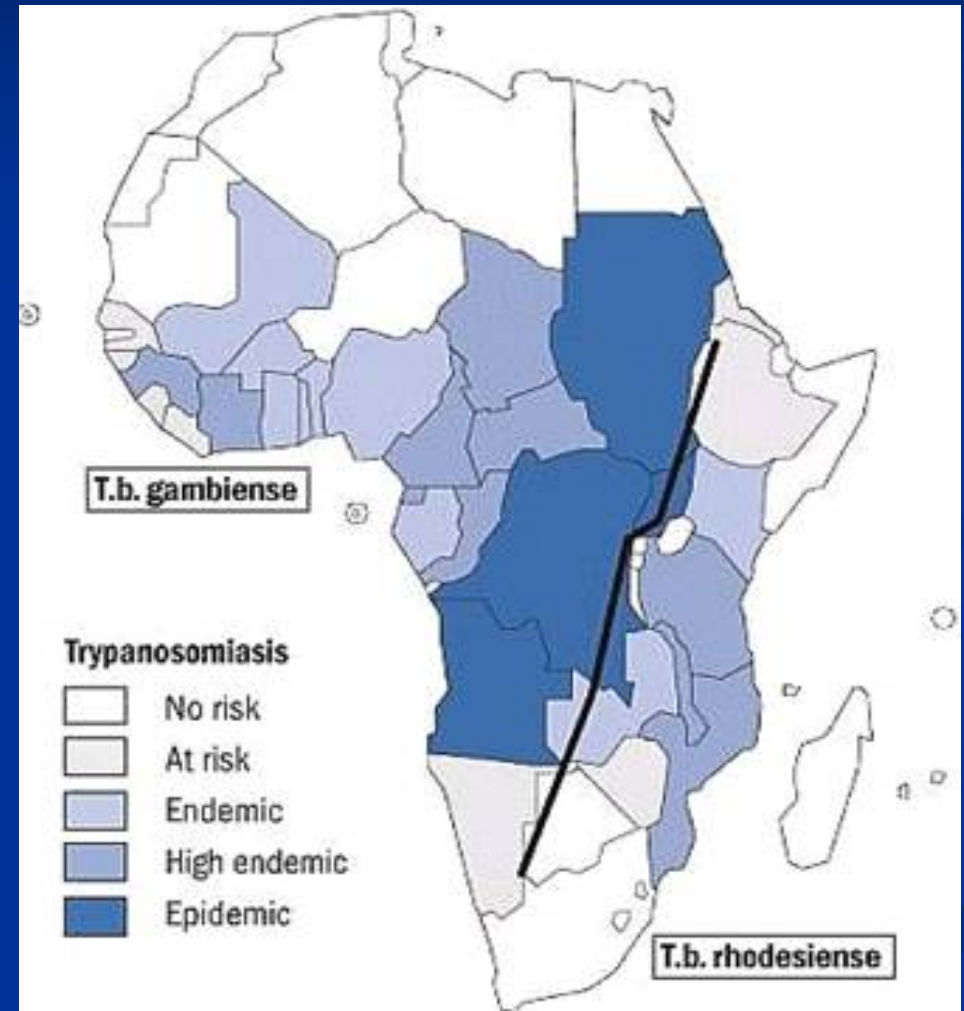 T.b. gambiense
Trypanosomiasis
No risk
At risk
Endemic
High endemic
Epidemic
T.b. rhodesiense